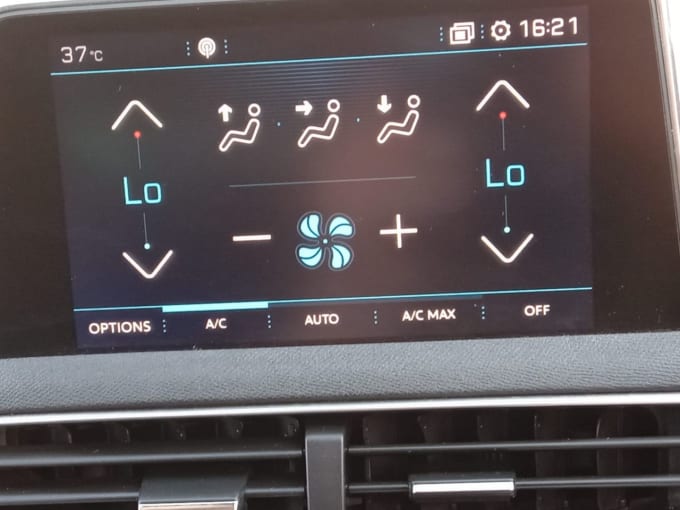 37°C 16:21
Lo Lo
OPTIONS A/C AUTO A/C MAX OFF